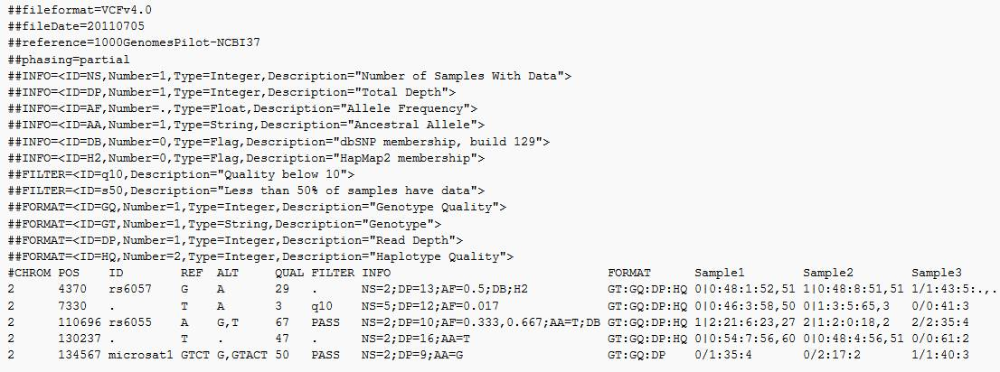 ##fileformat=VCFv4.0
##fileDate=20110705
##reference=1000GenomesPilot-NCBI37
##phasing=partial
##INFO=<ID=NS,Number=1,Type=Integer,Description="Number of Samples With Data">
##INFO=<ID=DP,Number=1,Type=Integer,Description="Total Depth">
##INFO=<ID=AF,Number=.,Type=Float,Description="Allele Frequency">
##INFO=<ID=AA,Number=1,Type=String,Description="Ancestral Allele">
##INFO=<ID=DB,Number=0,Type=Flag,Description="dbSNP membership, build 129">
##INFO=<ID=H2,Number=0,Type=Flag,Description="HapMap2 membership">
##FILTER=<ID=q10,Description="Quality below 10">
##FILTER=<ID=s50,Description="Less than 50% of samples have data">
##FORMAT=<ID=GQ,Number=1,Type=Integer,Description="Genotype Quality">
##FORMAT=<ID=GT,Number=1,Type=String,Description="Genotype">
##FORMAT=<ID=DP,Number=1,Type=Integer,Description="Read Depth">
##FORMAT=<ID=HQ,Number=2,Type=Integer,Description="Haplotype Quality">
#CHROM POS    ID        REF  ALT     QUAL FILTER INFO                              FORMAT      Sample1        Sample2        Sample3
2      4370   rs6057    G    A       29   .      NS=2;DP=13;AF=0.5;DB;H2           GT:GQ:DP:HQ 0|0:48:1:52,51 1|0:48:8:51,51 1/1:43:5:.,.
2      7330   .         T    A       3    q10    NS=5;DP=12;AF=0.017               GT:GQ:DP:HQ 0|0:46:3:58,50 0|1:3:5:65,3   0/0:41:3
2      110696 rs6055    A    G,T     67   PASS   NS=2;DP=10;AF=0.333,0.667;AA=T;DB GT:GQ:DP:HQ 1|2:21:6:23,27 2|1:2:0:18,2   2/2:35:4
2      130237 .         T    .       47   .      NS=2;DP=16;AA=T                   GT:GQ:DP:HQ 0|0:54:7:56,60 0|0:48:4:56,51 0/0:61:2
2      134567 microsat1 GTCT G,GTACT 50   PASS   NS=2;DP=9;AA=G                    GT:GQ:DP    0/1:35:4       0/2:17:2       1/1:40:3